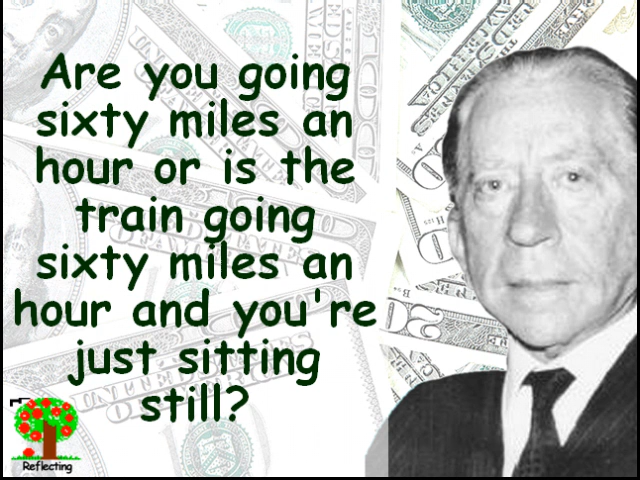 Are you going
sixty miles an
hour or is the
train going
sixty miles an
hour and you're
just sitting
still?
Reflecting